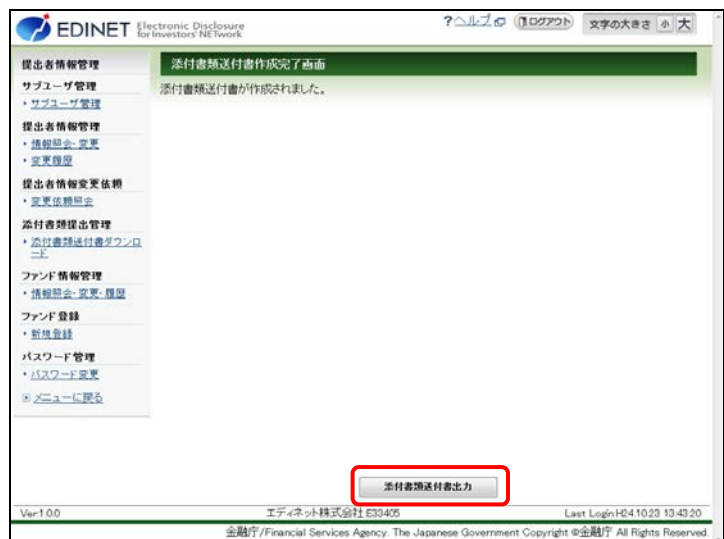 EDINET Electronic Disclosure
for Investors' NETwork
?ヘルプ ログアウト 文字の大きさ 小 大
提出者情報管理
添付書類送付書作成完了画面
サブユーザ管理
・サブユーザ管理
添付書類送付書が作成されました。
提出者情報管理
・情報照会・変更
・変更履歴
提出者情報変更依頼
・変更依頼照会
添付書類提出管理
・添付書類送付書ダウンロ
ード
ファンド情報管理
・情報照会・変更・履歴
ファンド登録
・新規登録
パスワード管理
・パスワード変更
メニューに戻る
添付書類送付書出力
Ver.1.0.0 エディネット株式会社 E33405 Last Login:H24.10.23 13:43:20
金融庁/Financial Services Agency. The Japanese Government Copyright ©金融庁 All Rights Reserved.